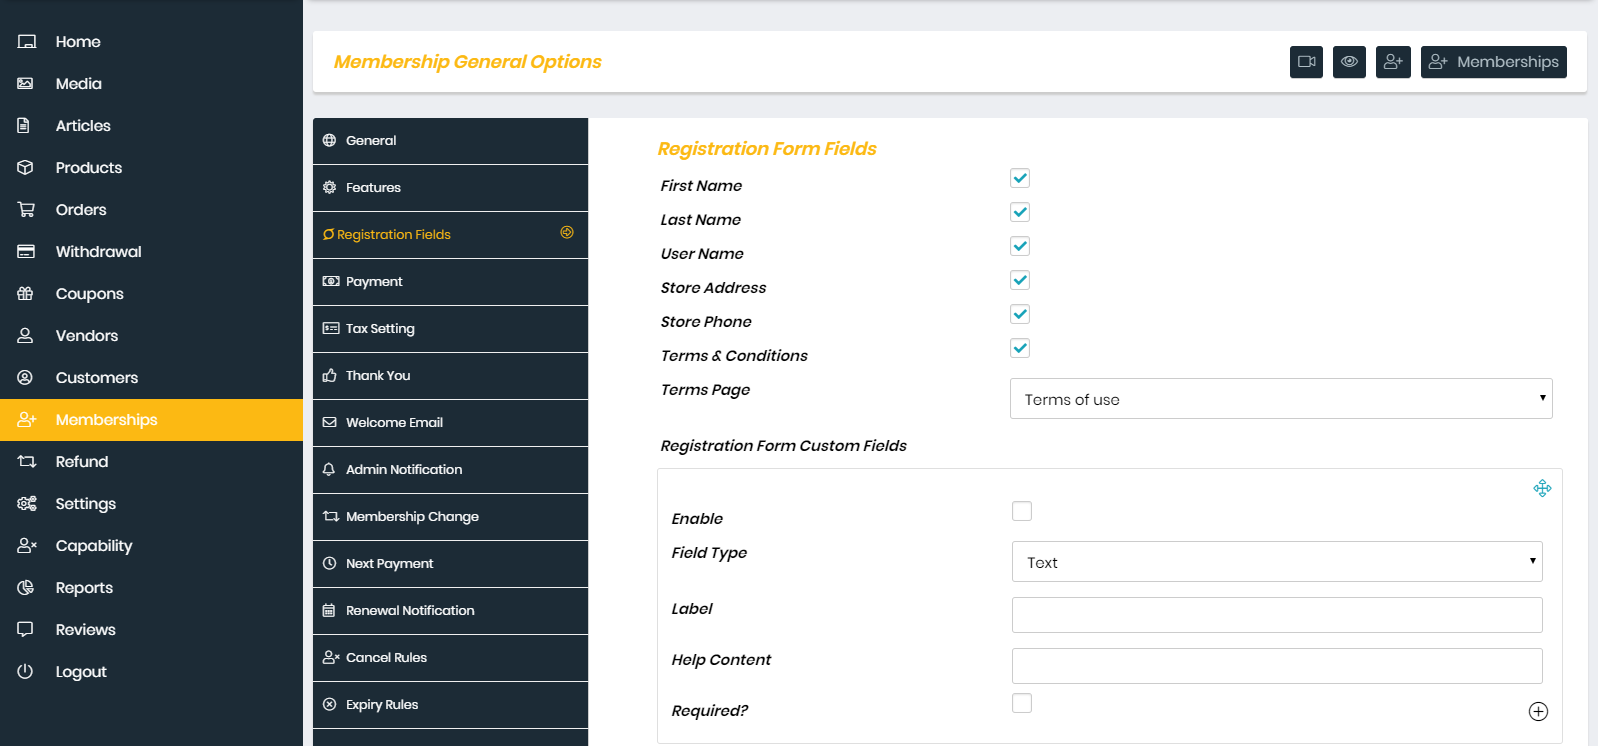 Home
Media
Articles
Products
Orders
Withdrawal
Coupons
Vendors
Customers
Memberships
Refund
Settings
Capability
Reports
Reviews
Logout
Membership General Options
Memberships
General
Features
Registration Fields
Payment
Tax Setting
Thank You
Welcome Email
Admin Notification
Membership Change
Next Payment
Renewal Notification
Cancel Rules
Expiry Rules
Registration Form Fields
First Name
Last Name
User Name
Store Address
Store Phone
Terms & Conditions
Terms Page
Terms of use
Registration Form Custom Fields
Enable
Field Type
Text
Label
Help Content
Required?